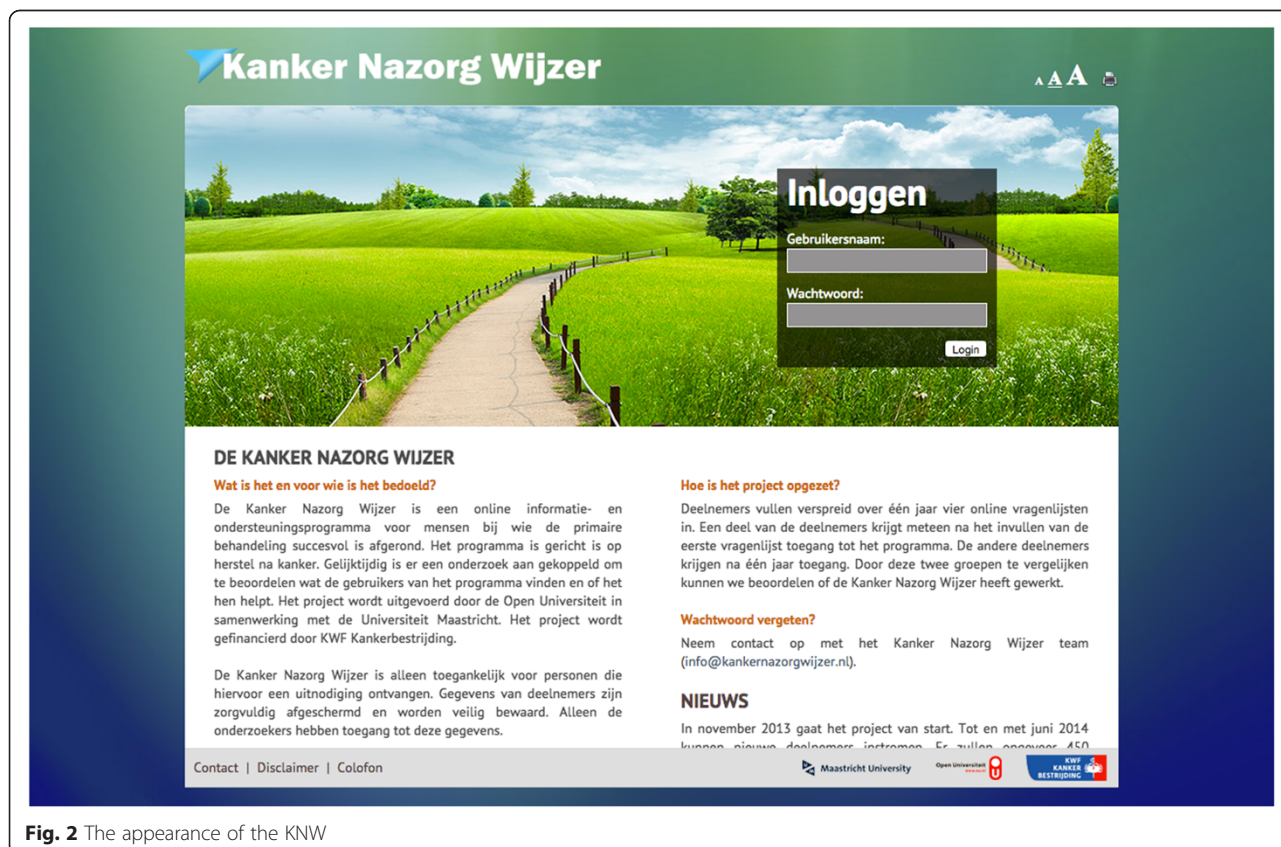 Kanker Nazorg Wijzer
A A A
Inloggen
Gebruikersnaam:
Wachtwoord:
Login
DE KANKER NAZORG WIJZER
Wat is het en voor wie is het bedoeld?
De Kanker Nazorg Wijzer is een online informatie- en
ondersteuningsprogramma voor mensen bij wie de primaire
behandeling succesvol is afgerond. Het programma is gericht is op
herstel na kanker. Gelijktijdig is er een onderzoek aan gekoppeld om
te beoordelen wat de gebruikers van het programma vinden en of het
hen helpt. Het project wordt uitgevoerd door de Open Universiteit in
samenwerking met de Universiteit Maastricht. Het project wordt
gefinancierd door KWF Kankerbestrijding.
De Kanker Nazorg Wijzer is alleen toegankelijk voor personen die
hiervoor een uitnodiging ontvangen. Gegevens van deelnemers zijn
zorgvuldig afgeschermd en worden veilig bewaard. Alleen de
onderzoekers hebben toegang tot deze gegevens.
Hoe is het project opgezet?
Deelnemers vullen verspreid over één jaar vier online vragenlijsten
in. Een deel van de deelnemers krijgt meteen na het invullen van de
eerste vragenlijst toegang tot het programma. De andere deelnemers
krijgen na één jaar toegang. Door deze twee groepen te vergelijken
kunnen we beoordelen of de Kanker Nazorg Wijzer heeft gewerkt.
Wachtwoord vergeten?
Neem contact op met het Kanker Nazorg Wijzer team
(info@kankernazorgwijzer.nl).
NIEUWS
In november 2013 gaat het project van start. Tot en met juni 2014
kunnen nieuwe deelnemers instromen. Er zullen ongeveer 450
Contact | Disclaimer | Colofon
Maastricht University
Open Universiteit
KWF
KANKER
BESTRIJDING
Fig. 2 The appearance of the KNW